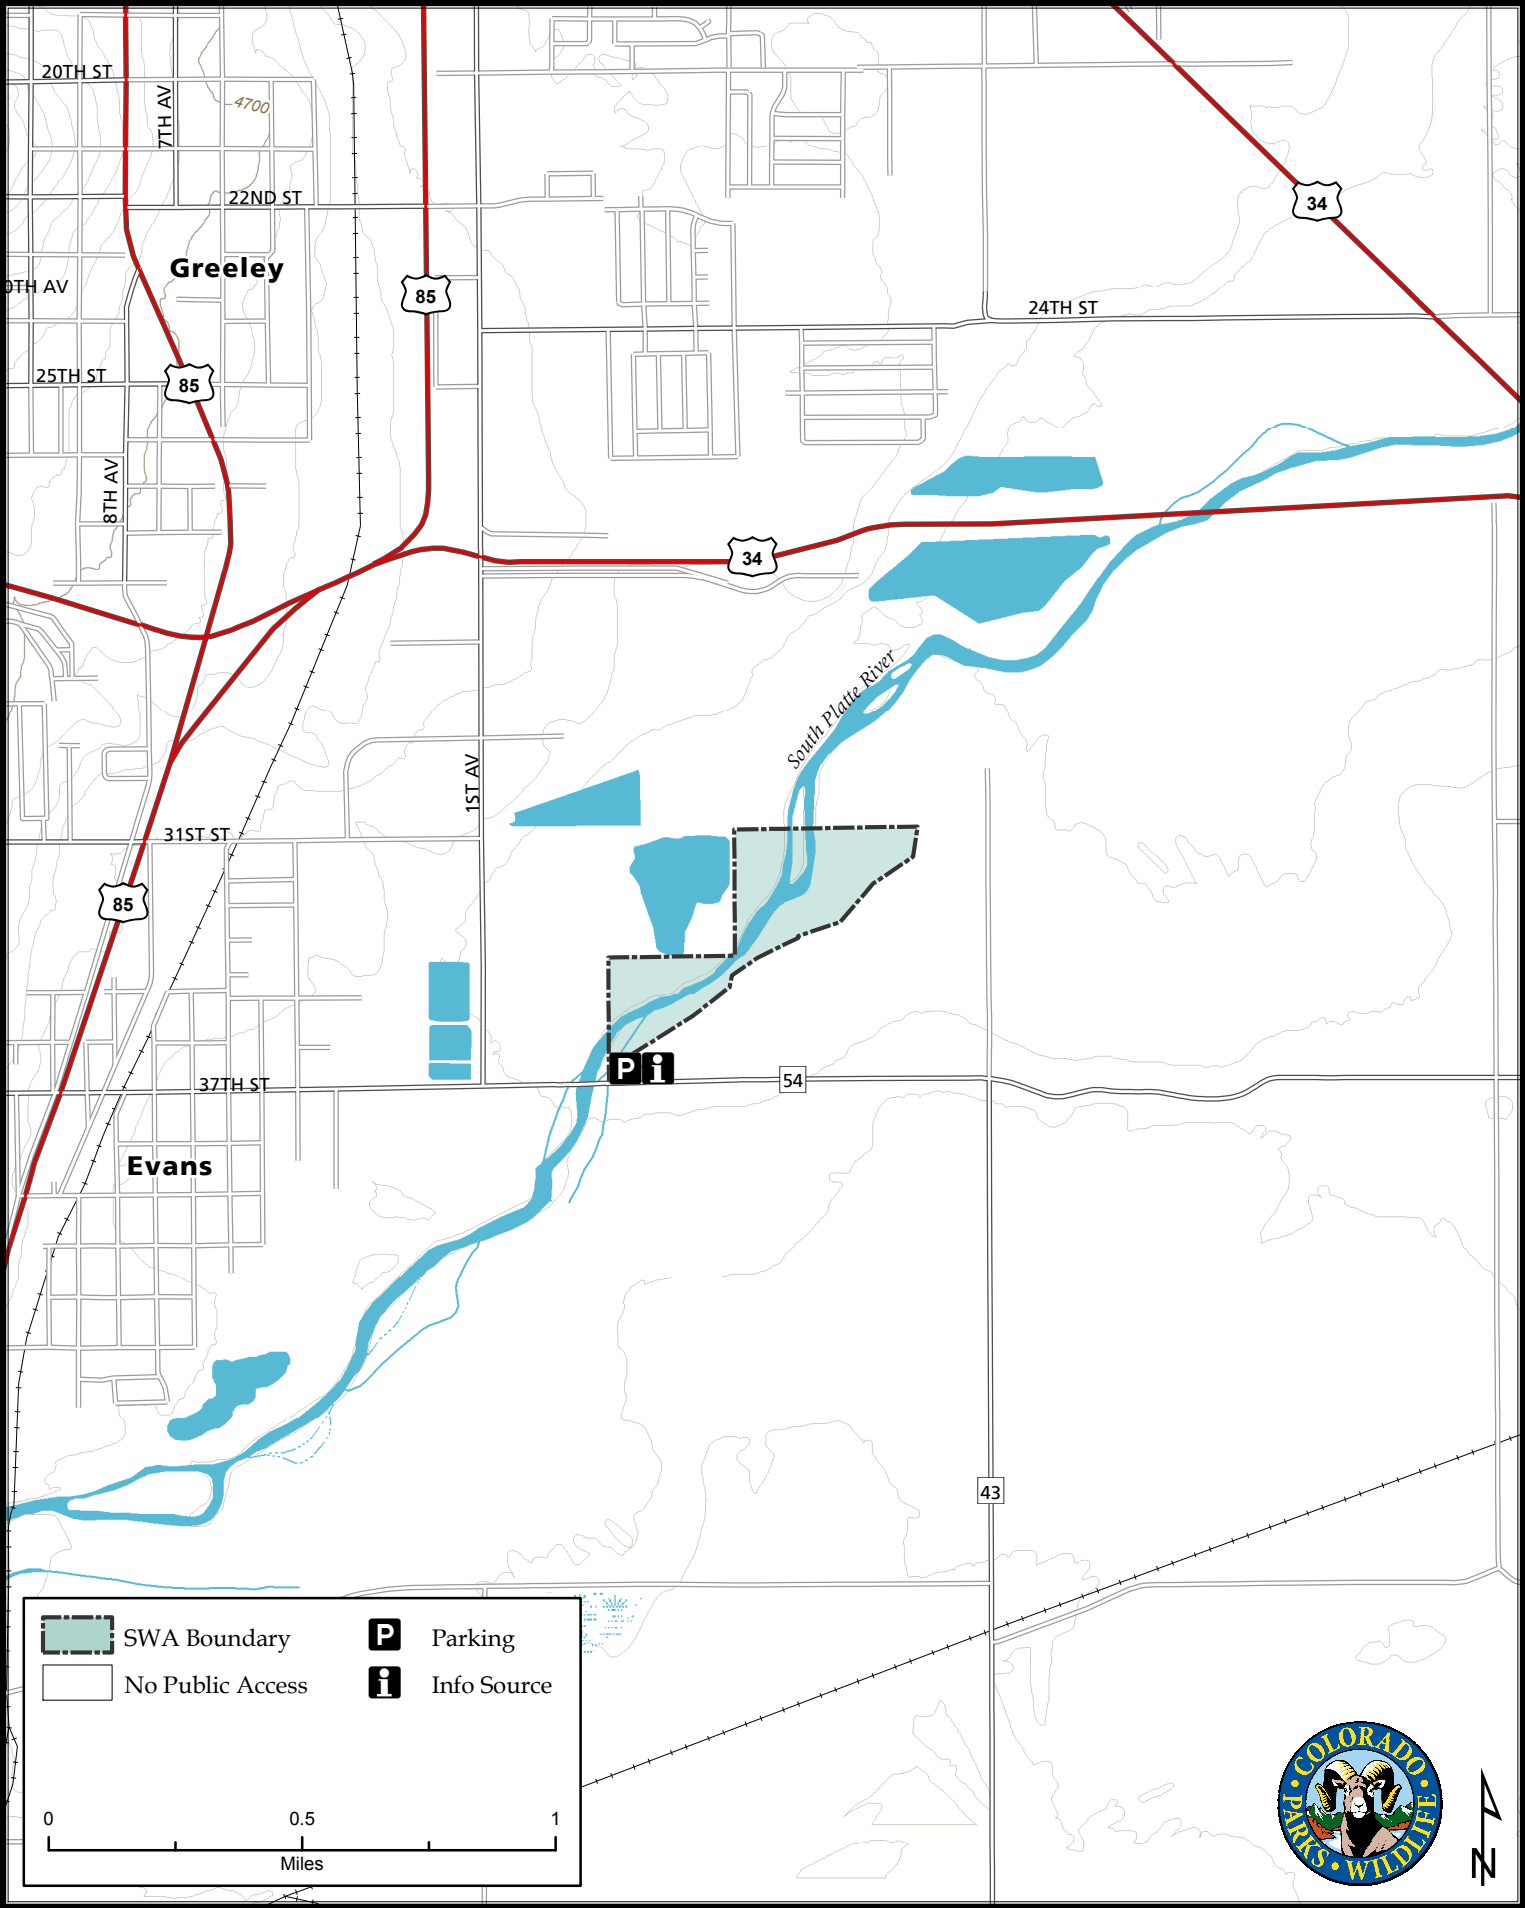 20TH ST
7TH AV
4700
22ND ST
34
Greeley
0TH AV
85
24TH ST
25TH ST
85
8TH AV
34
South Platte River
1ST AV
31ST ST
85
37TH ST
P i
54
Evans
43
SWA Boundary
P Parking
No Public Access
i Info Source
0 0.5 1
Miles
COLORADO
PARKS • WILDLIFE
N